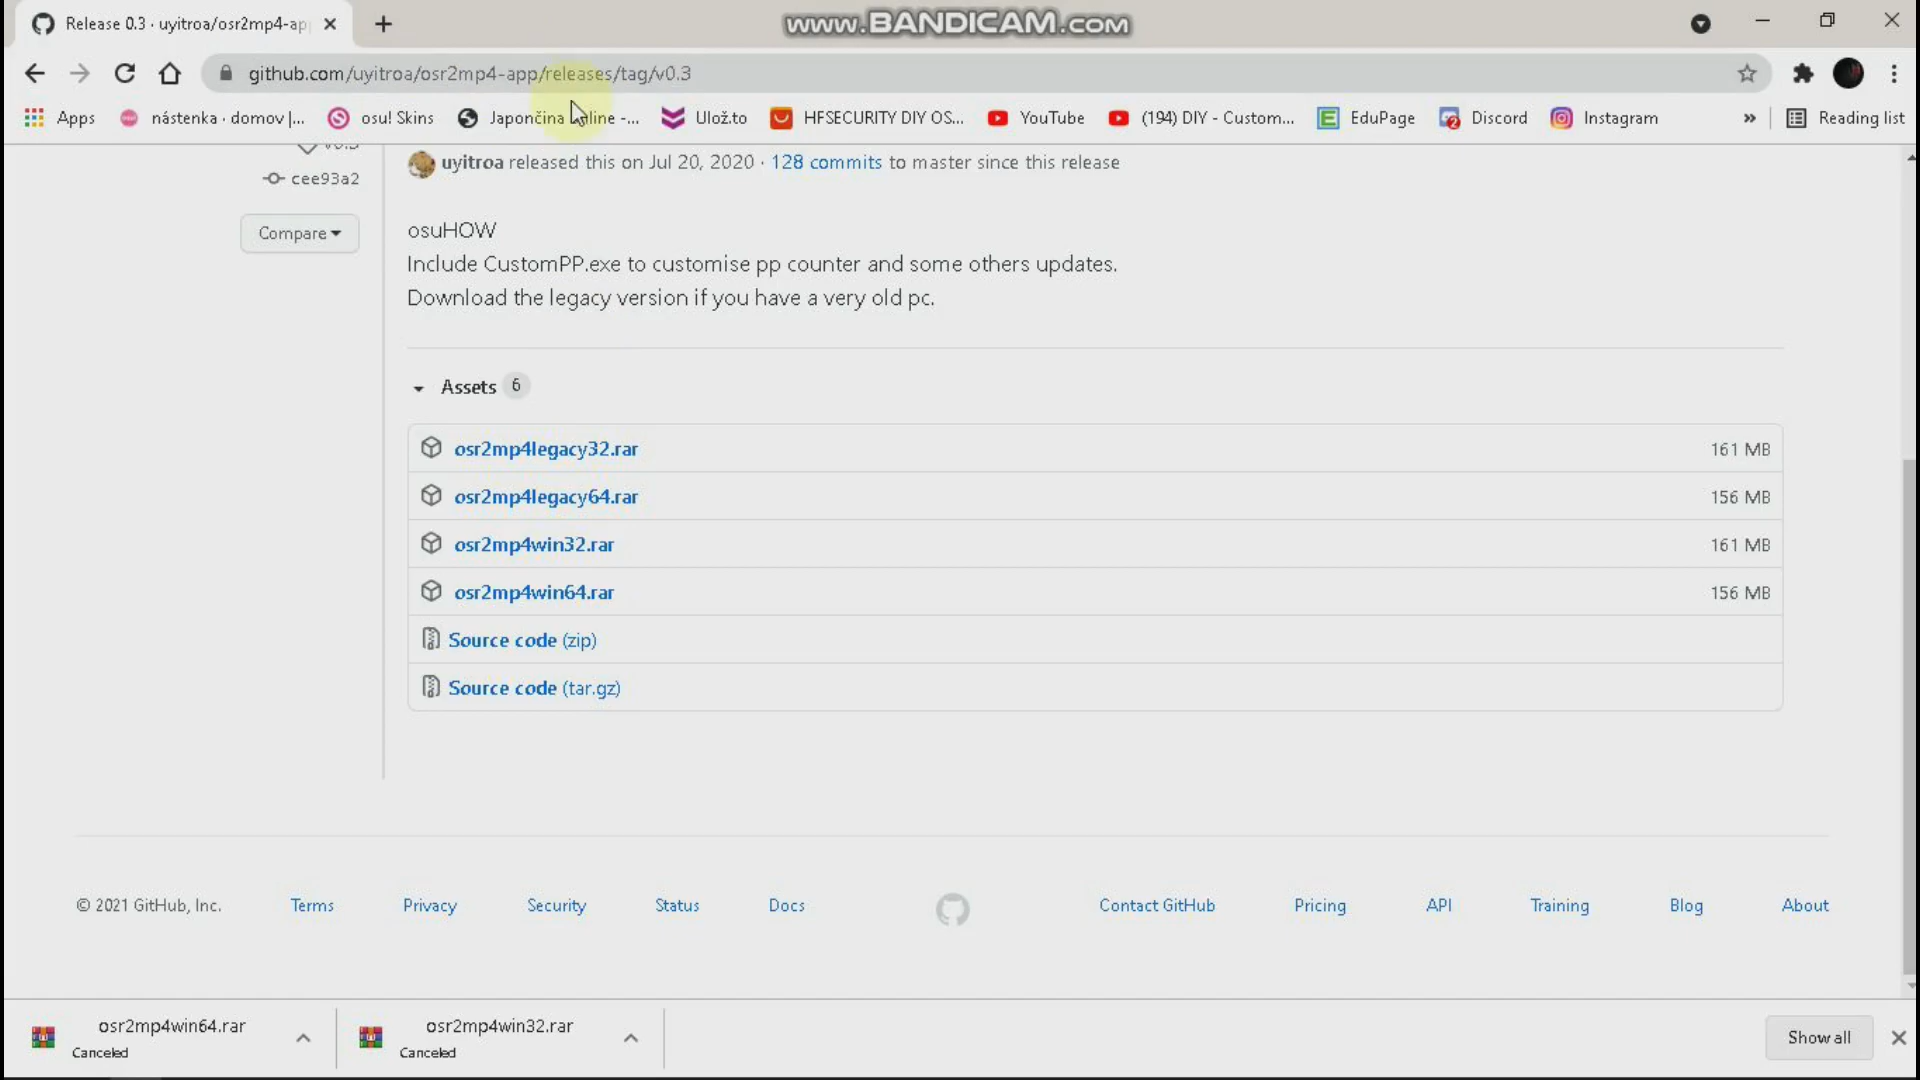 Release 0.3 · uyitroa/osr2mp4-ap
www.BANDICAM.com
github.com/uyitroa/osr2mp4-app/releases/tag/v0.3
Apps
nástenka · domov |...
osu! Skins
Japončina online -...
Ulož.to
HFSECURITY DIY OS...
YouTube
(194) DIY - Custom...
EduPage
Discord
Instagram
»
Reading list
v0.3
cee93a2
Compare
uyitroa released this on Jul 20, 2020 · 128 commits to master since this release
osuHOW
Include CustomPP.exe to customise pp counter and some others updates.
Download the legacy version if you have a very old pc.
Assets 6
osr2mp4legacy32.rar 161 MB
osr2mp4legacy64.rar 156 MB
osr2mp4win32.rar 161 MB
osr2mp4win64.rar 156 MB
Source code (zip)
Source code (tar.gz)
© 2021 GitHub, Inc.
Terms
Privacy
Security
Status
Docs
Contact GitHub
Pricing
API
Training
Blog
About
osr2mp4win64.rar
Canceled
osr2mp4win32.rar
Canceled
Show all